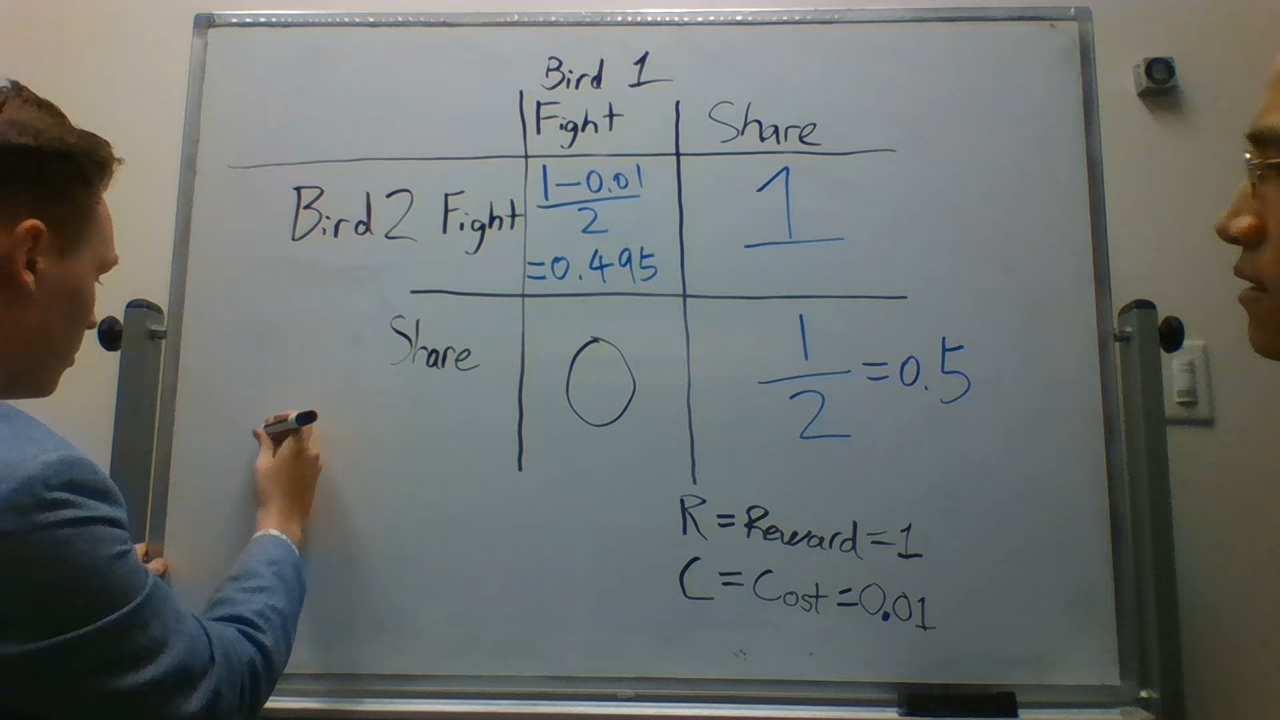 Bird 1
Fight Share
Bird 2 Fight
1-0.01
2
=0.495
1
Share
0
1
2
=0.5
R=Reward=1
C=Cost=0.01